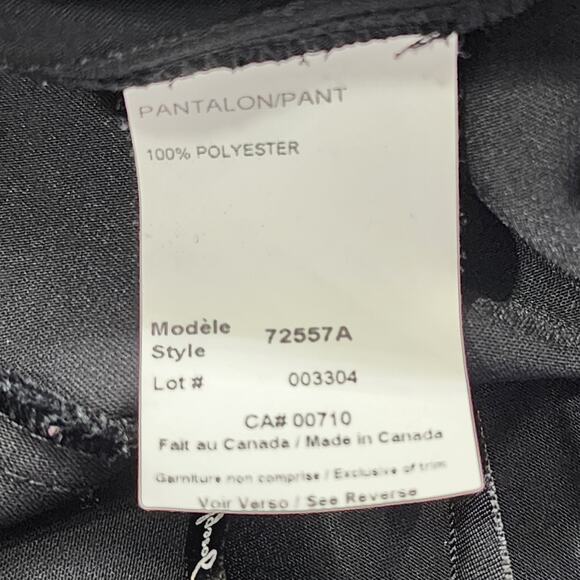 PANTALON/PANT
100% POLYESTER
Modèle
Style
72557A
Lot # 003304
CA# 00710
Fait au Canada / Made in Canada
Garniture non comprise / Exclusive of trim
Voir Verso / See Reverse